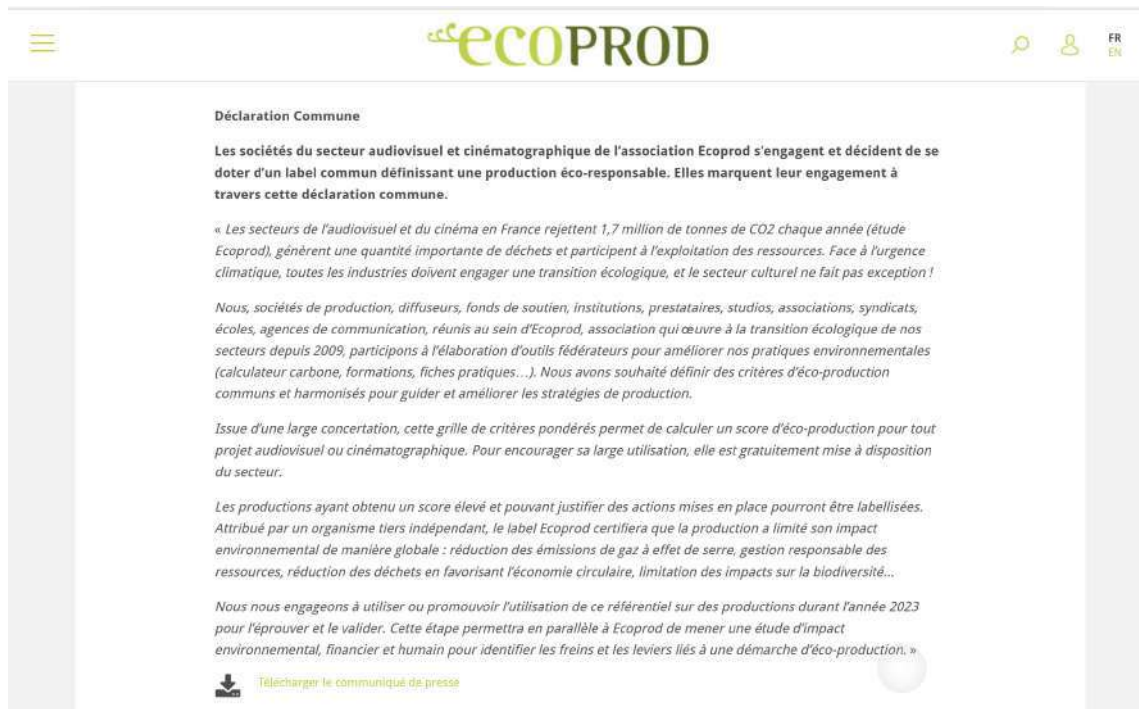 ecoPROD
FR
EN
Déclaration Commune
Les sociétés du secteur audiovisuel et cinématographique de l'association Ecoprod s'engagent et décident de se
doter d'un label commun définissant une production éco-responsable. Elles marquent leur engagement à
travers cette déclaration commune.
« Les secteurs de l'audiovisuel et du cinéma en France rejettent 1,7 million de tonnes de CO2 chaque année (étude
Ecoprod), génèrent une quantité importante de déchets et participent à l'exploitation des ressources. Face à l'urgence
climatique, toutes les industries doivent engager une transition écologique, et le secteur culturel ne fait pas exception !
Nous, sociétés de production, diffuseurs, fonds de soutien, institutions, prestataires, studios, associations, syndicats,
écoles, agences de communication, réunis au sein d'Ecoprod, association qui œuvre à la transition écologique de nos
secteurs depuis 2009, participons à l'élaboration d'outils fédérateurs pour améliorer nos pratiques environnementales
(calculateur carbone, formations, fiches pratiques…). Nous avons souhaité définir des critères d'éco-production
communs et harmonisés pour guider et améliorer les stratégies de production.
Issue d'une large concertation, cette grille de critères pondérés permet de calculer un score d'éco-production pour tout
projet audiovisuel ou cinématographique. Pour encourager sa large utilisation, elle est gratuitement mise à disposition
du secteur.
Les productions ayant obtenu un score élevé et pouvant justifier des actions mises en place pourront être labellisées.
Attribué par un organisme tiers indépendant, le label Ecoprod certifiera que la production a limité son impact
environnemental de manière globale : réduction des émissions de gaz à effet de serre, gestion responsable des
ressources, réduction des déchets en favorisant l'économie circulaire, limitation des impacts sur la biodiversité...
Nous nous engageons à utiliser ou promouvoir l'utilisation de ce référentiel sur des productions durant l'année 2023
pour l'éprouver et le valider. Cette étape permettra en parallèle à Ecoprod de mener une étude d'impact
environnemental, financier et humain pour identifier les freins et les leviers liés à une démarche d'éco-production. »
Télécharger le communiqué de presse